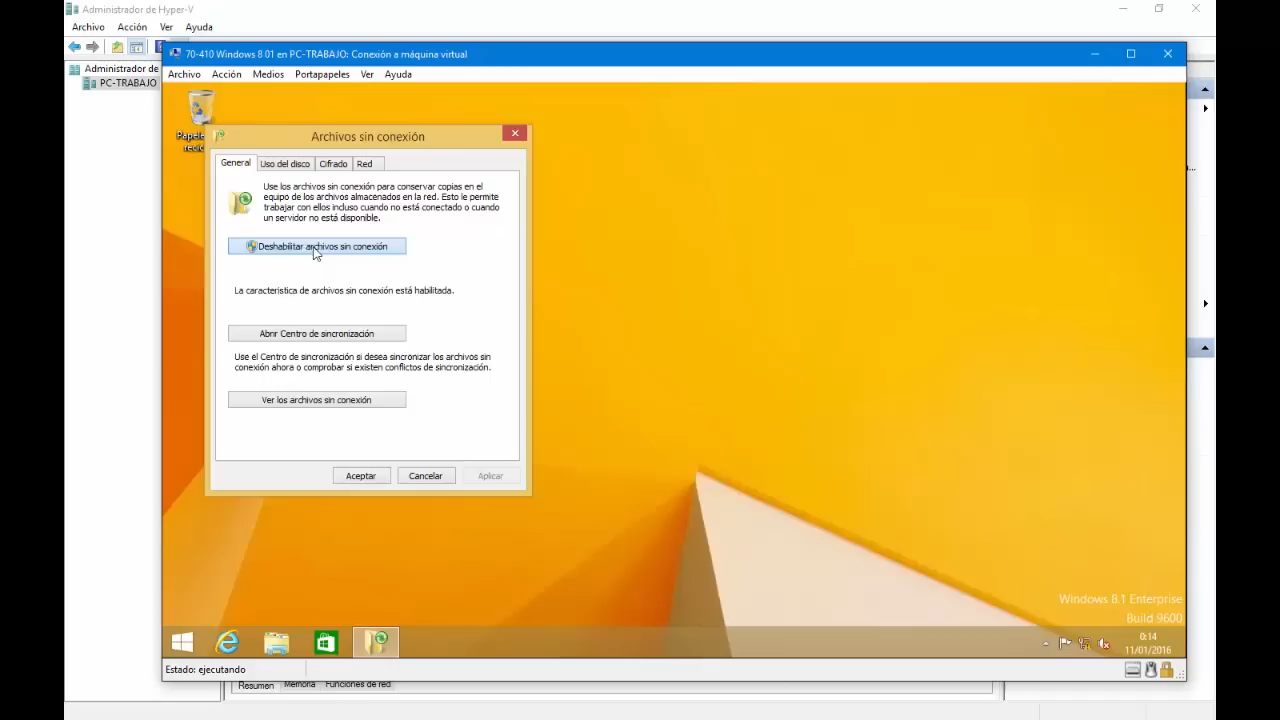 Administrador de Hyper-V
Archivo Acción Ver Ayuda
Administrador de
PC-TRABAJO
70-410 Windows 8.01 en PC-TRABAJO: Conexión a máquina virtual
Archivo Acción Medios Portapapeles Ver Ayuda
Archivos sin conexión
General Uso del disco Cifrado Red
Use los archivos sin conexión para conservar copias en el
equipo de los archivos almacenados en la red. Esto le permite
trabajar con ellos incluso cuando no está conectado o cuando
un servidor no está disponible.
Deshabilitar archivos sin conexión
La característica de archivos sin conexión está habilitada.
Abrir Centro de sincronización
Use el Centro de sincronización si desea sincronizar los archivos sin
conexión ahora o comprobar si existen conflictos de sincronización.
Ver los archivos sin conexión
Aceptar Cancelar Aplicar
Windows 8.1 Enterprise
Build 9600
0:14
11/01/2016
Estado: ejecutando
Resumen Memoria Funciones de red